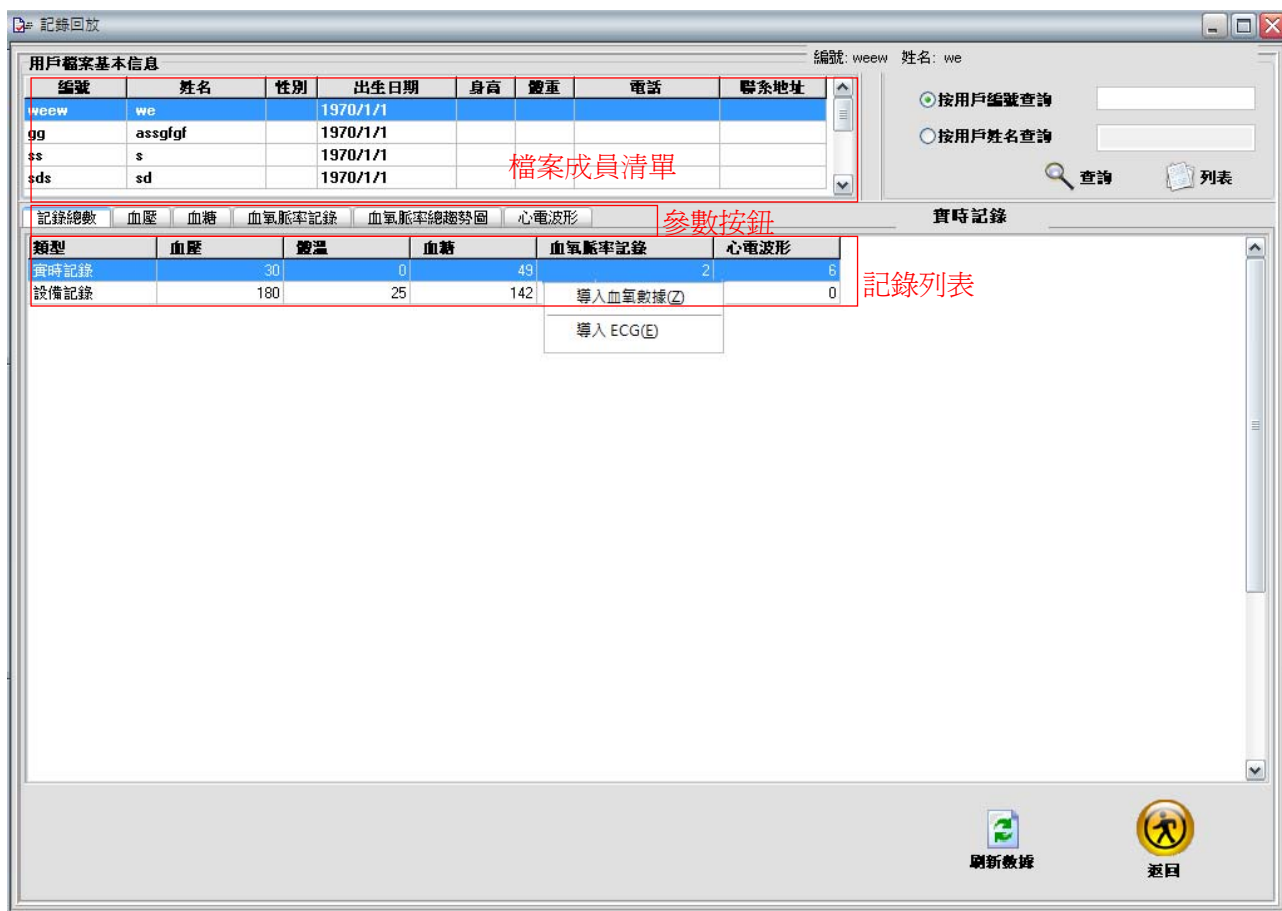 記錄回放
用戶檔案基本信息
編號: weew 姓名: we
編號 姓名 性別 出生日期 身高 體重 電話 聯系地址
weew we 1970/1/1
gg assgfgf 1970/1/1
ss s 1970/1/1
sds sd 1970/1/1
檔案成員清單
按用戶編號查詢
按用戶姓名查詢
查詢 列表
記錄總數 血壓 血糖 血氧脈率記錄 血氧脈率總趨勢圖 心電波形
參數按鈕
實時記錄
類型 血壓 體溫 血糖 血氧脈率記錄 心電波形
實時記錄 30 0 49 2 6
設備記錄 180 25 142 0
記錄列表
導入血氧數據(Z)
導入 ECG(E)
刷新數據
返回